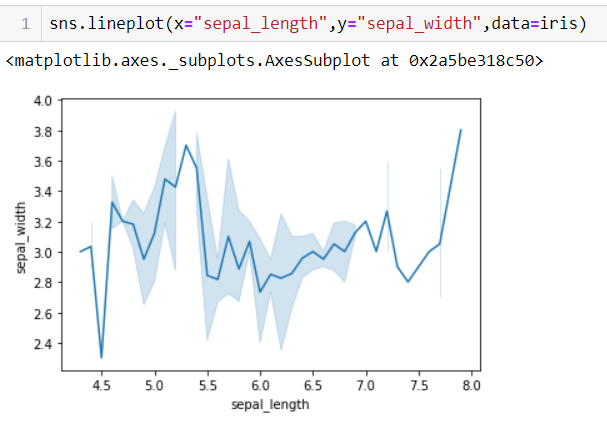 1 sns.lineplot(x="sepal_length",y="sepal_width",data=iris)
<matplotlib.axes._subplots.AxesSubplot at 0x2a5be318c50>
4.0
3.8
3.6
3.4
3.2
3.0
2.8
2.6
2.4
sepal_width
4.5 5.0 5.5 6.0 6.5 7.0 7.5 8.0
sepal_length